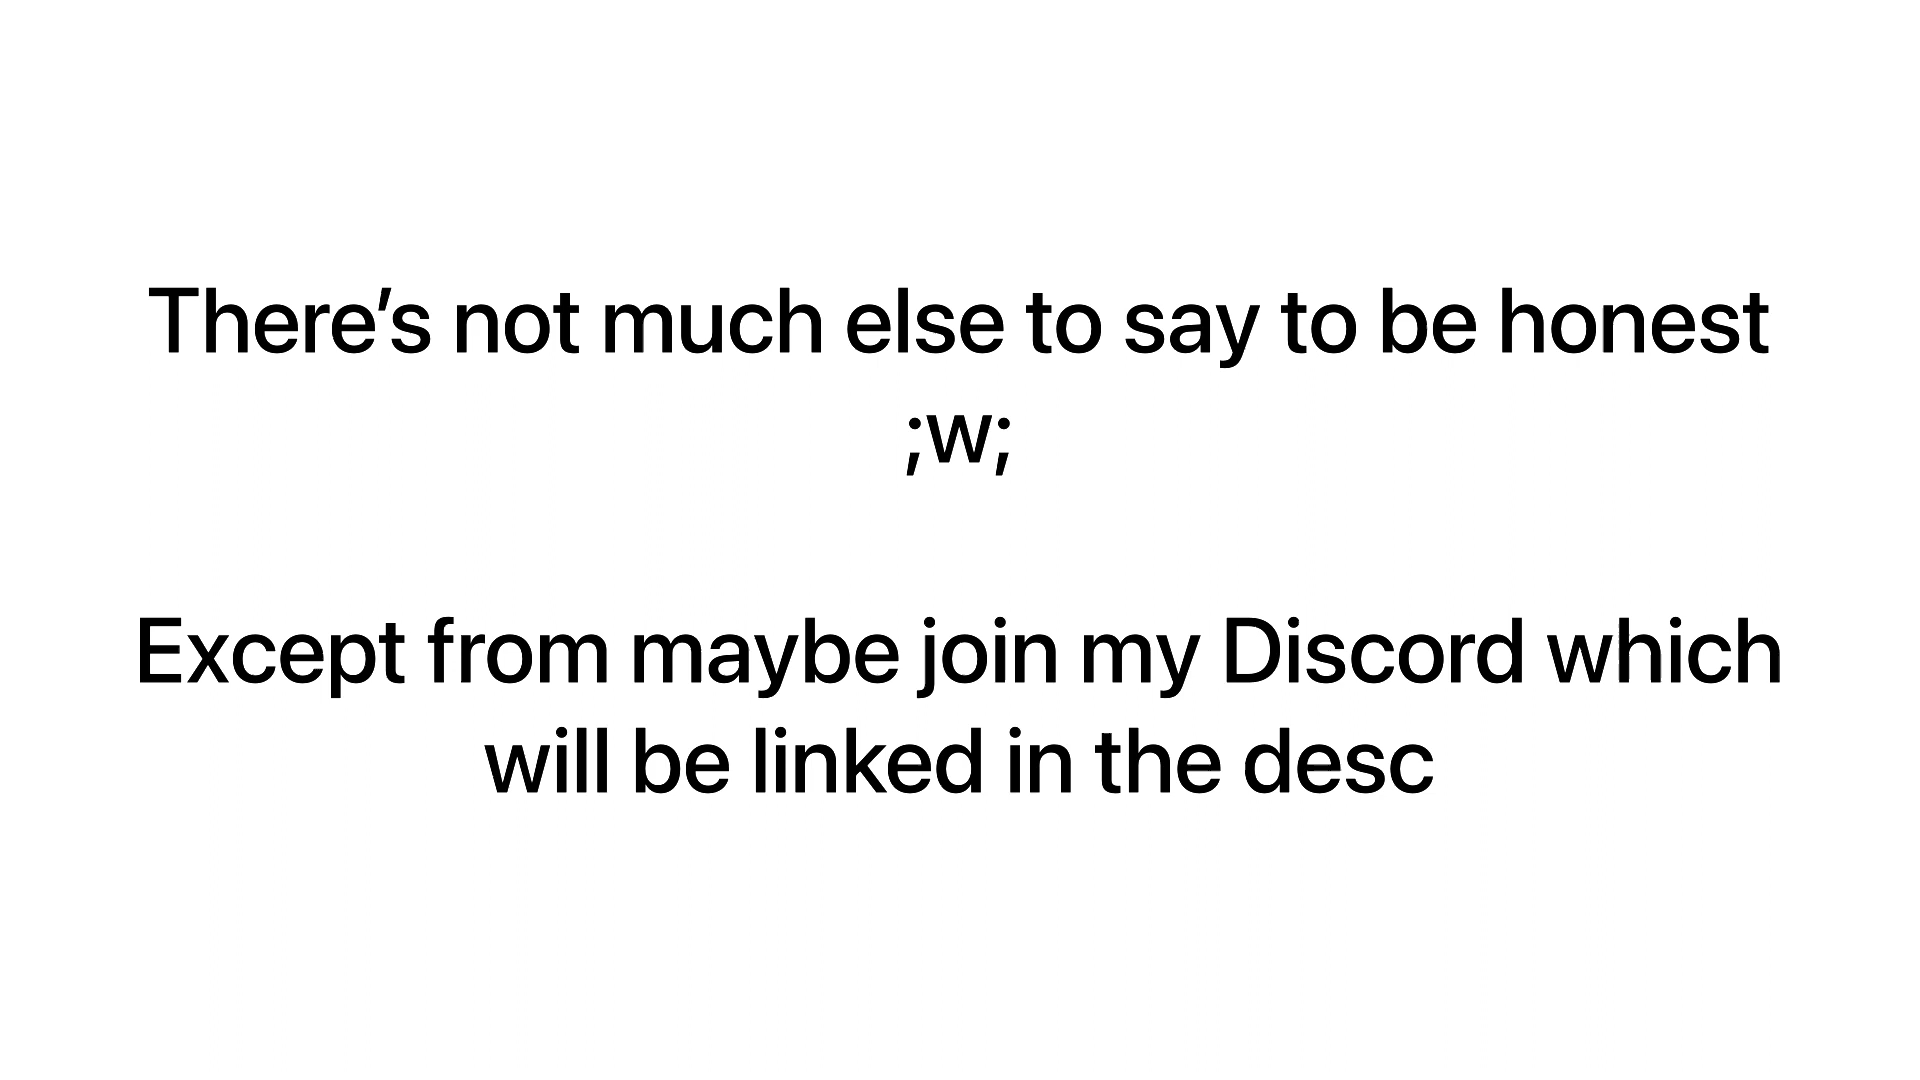 There’s not much else to say to be honest
;w;
Except from maybe join my Discord which
will be linked in the desc